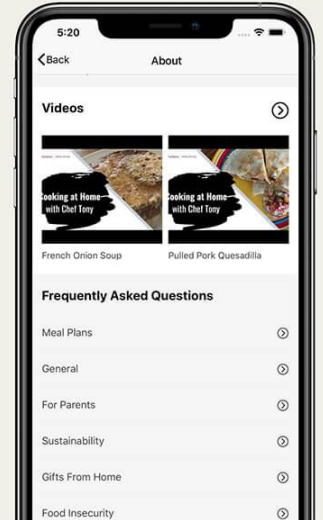 5:20
Back
About
Videos
ooking at Home
with Chef Tony
ooking at Home
with Chef Tony
French Onion Soup
Pulled Pork Quesadilla
Frequently Asked Questions
Meal Plans
General
For Parents
Sustainability
Gifts From Home
Food Insecurity